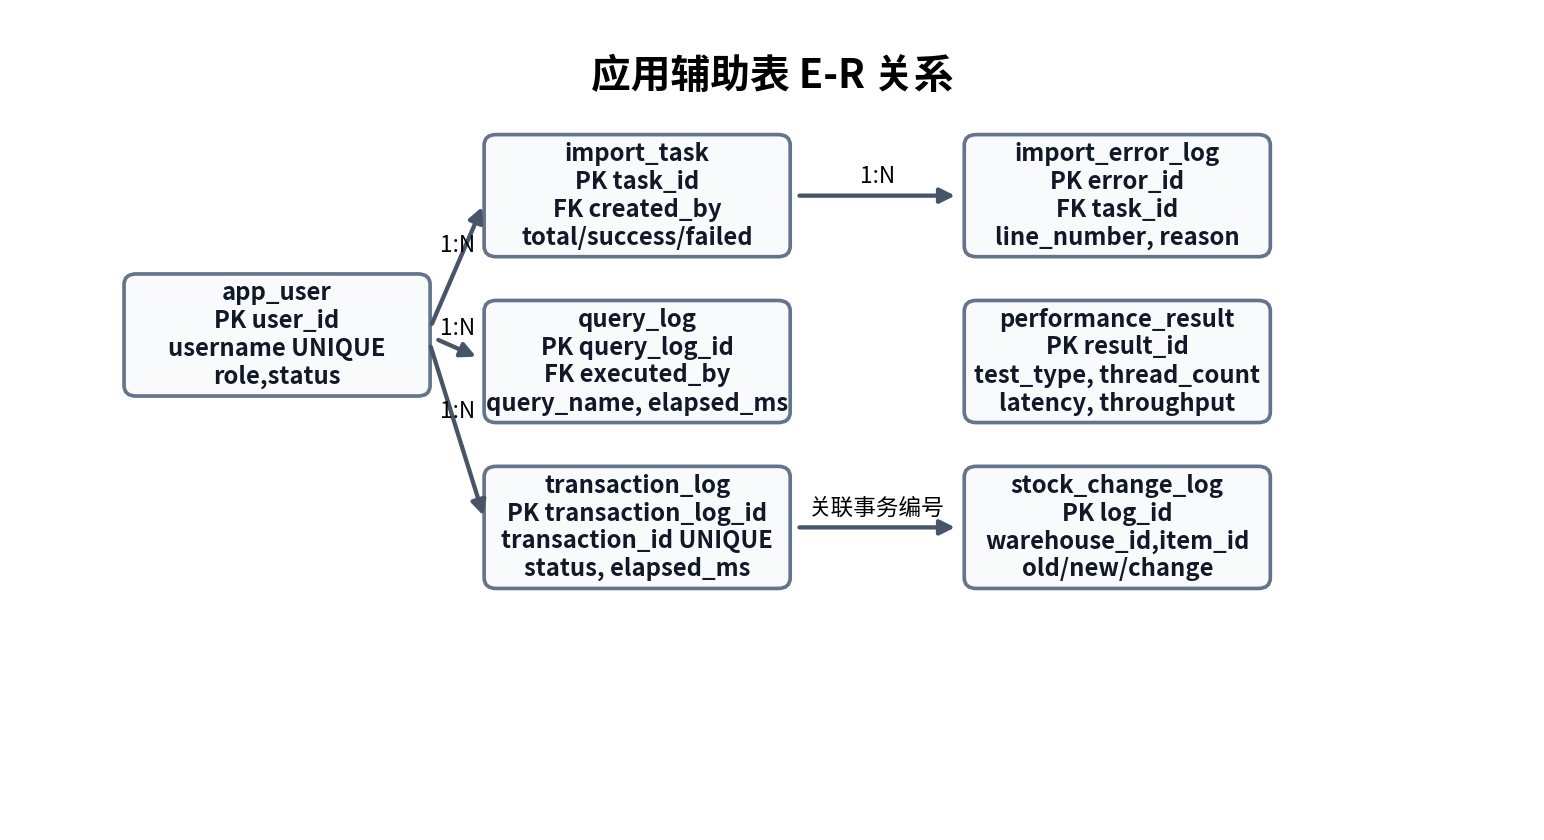 应用辅助表 E-R 关系
import_task
PK task_id
FK created_by
total/success/failed
1:N
import_error_log
PK error_id
FK task_id
line_number, reason
1:N
app_user
PK user_id
username UNIQUE
role,status
1:N
query_log
PK query_log_id
FK executed_by
query_name, elapsed_ms
performance_result
PK result_id
test_type, thread_count
latency, throughput
1:N
transaction_log
PK transaction_log_id
transaction_id UNIQUE
status, elapsed_ms
关联事务编号
stock_change_log
PK log_id
warehouse_id,item_id
old/new/change